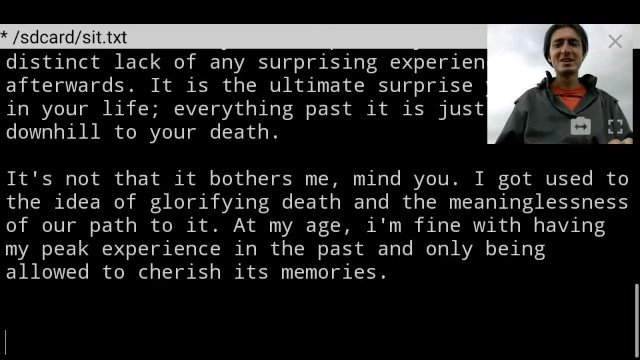 * /sdcard/sit.txt
distinct lack of any surprising
afterwards. It is the ultimate surprise
in your life; everything past it is just
downhill to your death.
It's not that it bothers me, mind you. I got used to
the idea of glorifying death and the meaninglessness
of our path to it. At my age, i'm fine with having
my peak experience in the past and only being
allowed to cherish its memories.